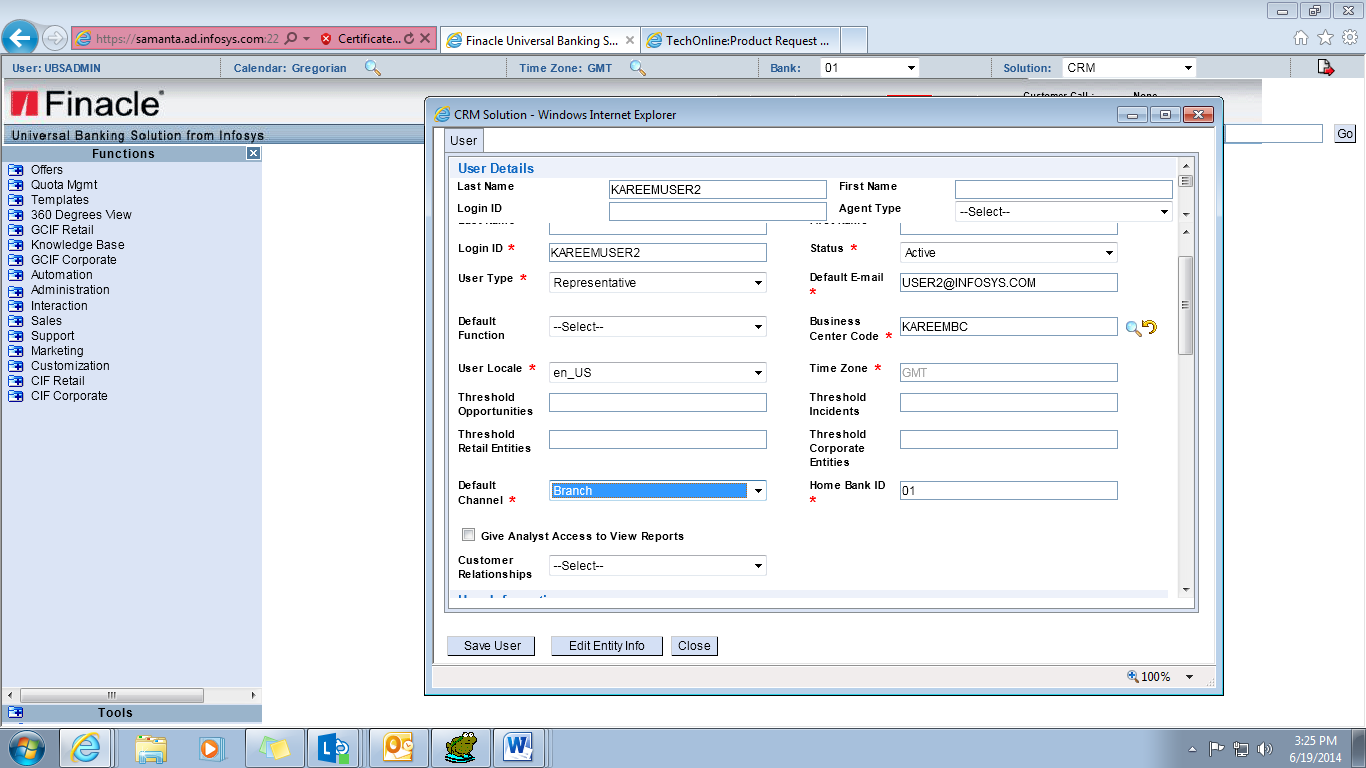 https://samanta.ad.infosys.com:22
Certificate...
Finacle Universal Banking S...
TechOnline:Product Request ...
User: UBSADMIN
Calendar: Gregorian
Time Zone: GMT
Bank: 01
Solution: CRM
Finacle
Universal Banking Solution from Infosys
Go
Functions
Offers
Quota Mgmt
Templates
360 Degrees View
GCIF Retail
Knowledge Base
GCIF Corporate
Automation
Administration
Interaction
Sales
Support
Marketing
Customization
CIF Retail
CIF Corporate
Tools
CRM Solution - Windows Internet Explorer
User
User Details
Last Name KAREEMUSER2 First Name
Login ID Agent Type --Select--
Login ID * KAREEMUSER2 Status * Active
User Type * Representative Default E-mail * USER2@INFOSYS.COM
Default Function --Select-- Business Center Code * KAREEMBC
User Locale * en_US Time Zone * GMT
Threshold Opportunities Threshold Incidents
Threshold Retail Entities Threshold Corporate Entities
Default Channel * Branch Home Bank ID * 01
Give Analyst Access to View Reports
Customer Relationships --Select--
Save User Edit Entity Info Close
100%
3:25 PM
6/19/2014